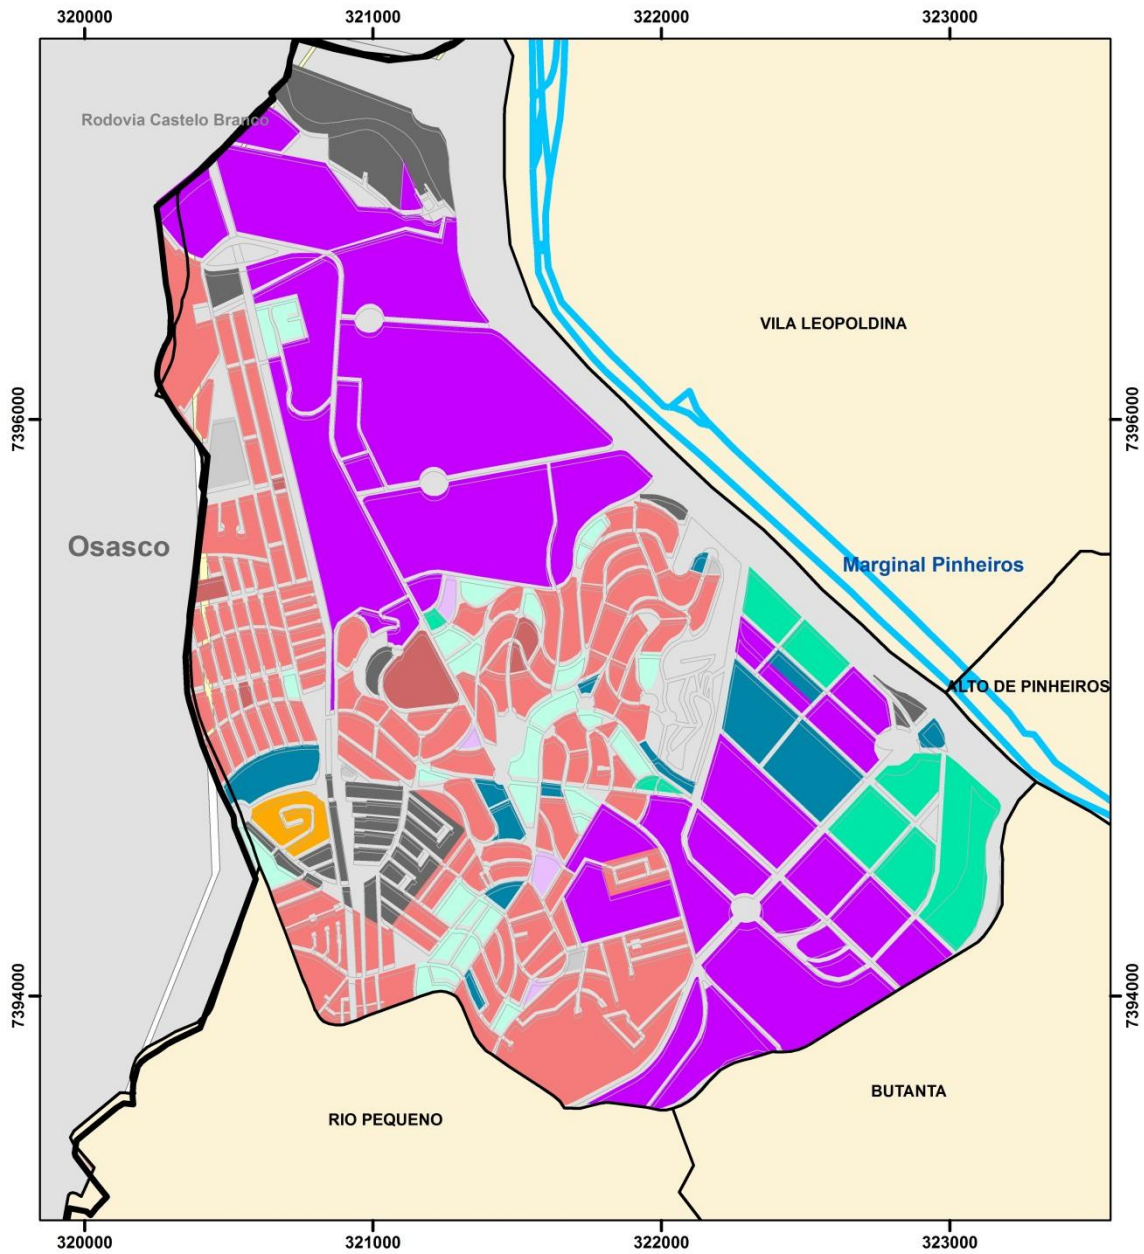 320000
321000
322000
323000
Rodovia Castelo Branco
VILA LEOPOLDINA
7396000
7396000
Osasco
Marginal Pinheiros
ALTO DE PINHEIROS
7394000
7394000
BUTANTA
RIO PEQUENO
320000
321000
322000
323000